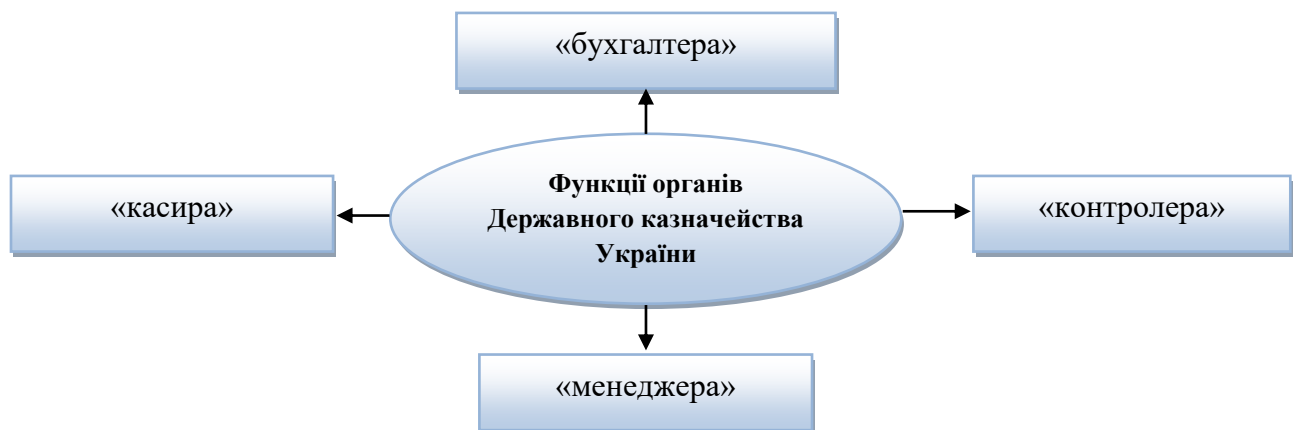 «бухгалтера»
«касира»
Функції органів
Державного казначейства
України
«контролера»
«менеджера»